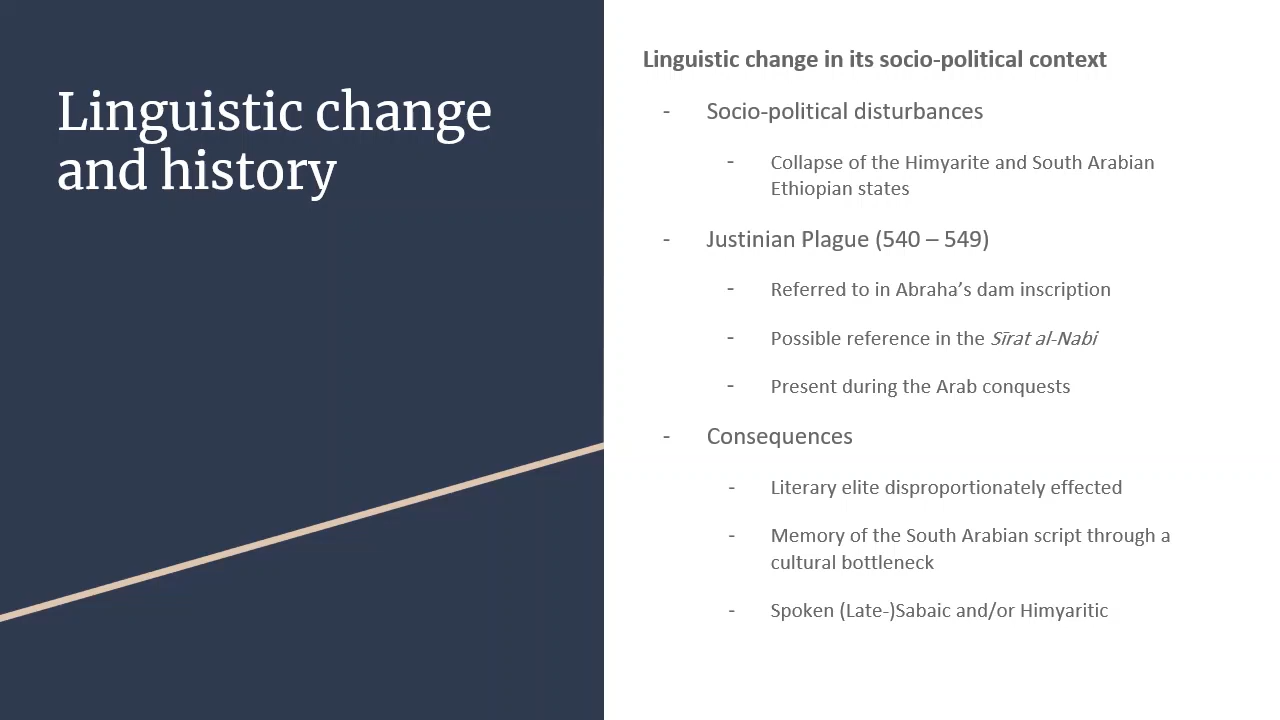 Linguistic change
and history
Linguistic change in its socio-political context
- Socio-political disturbances
- Collapse of the Himyarite and South Arabian
Ethiopian states
- Justinian Plague (540 – 549)
- Referred to in Abraha’s dam inscription
- Possible reference in the Sīrat al-Nabi
- Present during the Arab conquests
- Consequences
- Literary elite disproportionately effected
- Memory of the South Arabian script through a
cultural bottleneck
- Spoken (Late-)Sabaic and/or Himyaritic